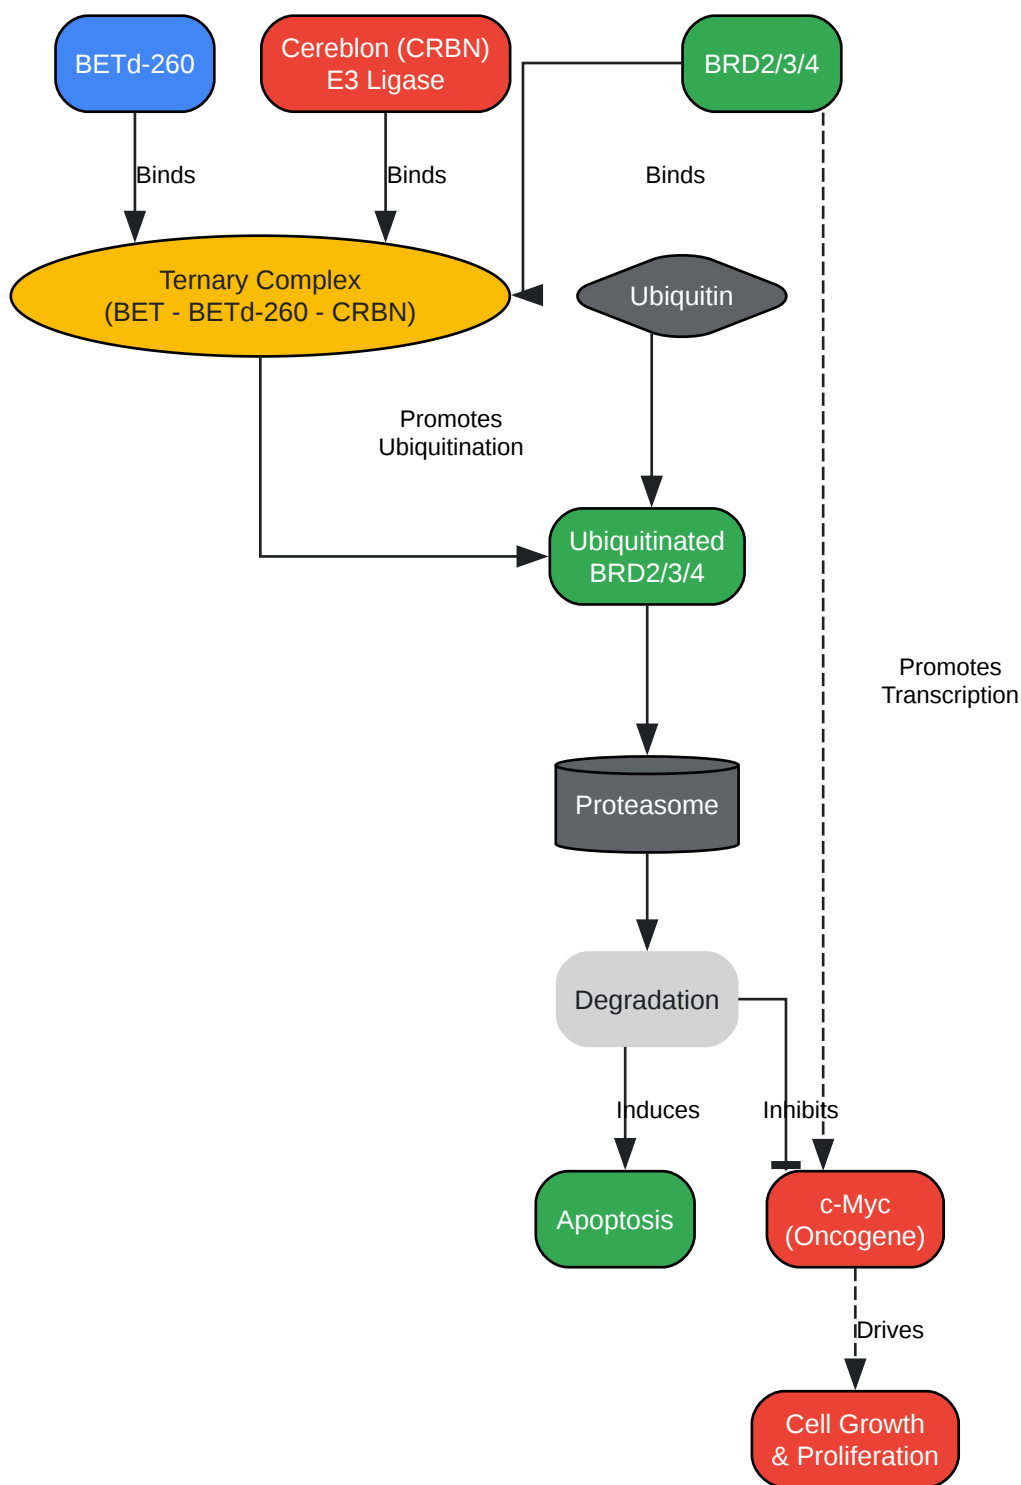 BETd-260
Cereblon (CRBN)
E3 Ligase
BRD2/3/4
Binds
Binds
Binds
Ternary Complex
(BET - BETd-260 - CRBN)
Ubiquitin
Promotes
Ubiquitination
Ubiquitinated
BRD2/3/4
Promotes
Transcription
Proteasome
Degradation
Induces
Inhibits
Apoptosis
c-Myc
(Oncogene)
Drives
Cell Growth
& Proliferation